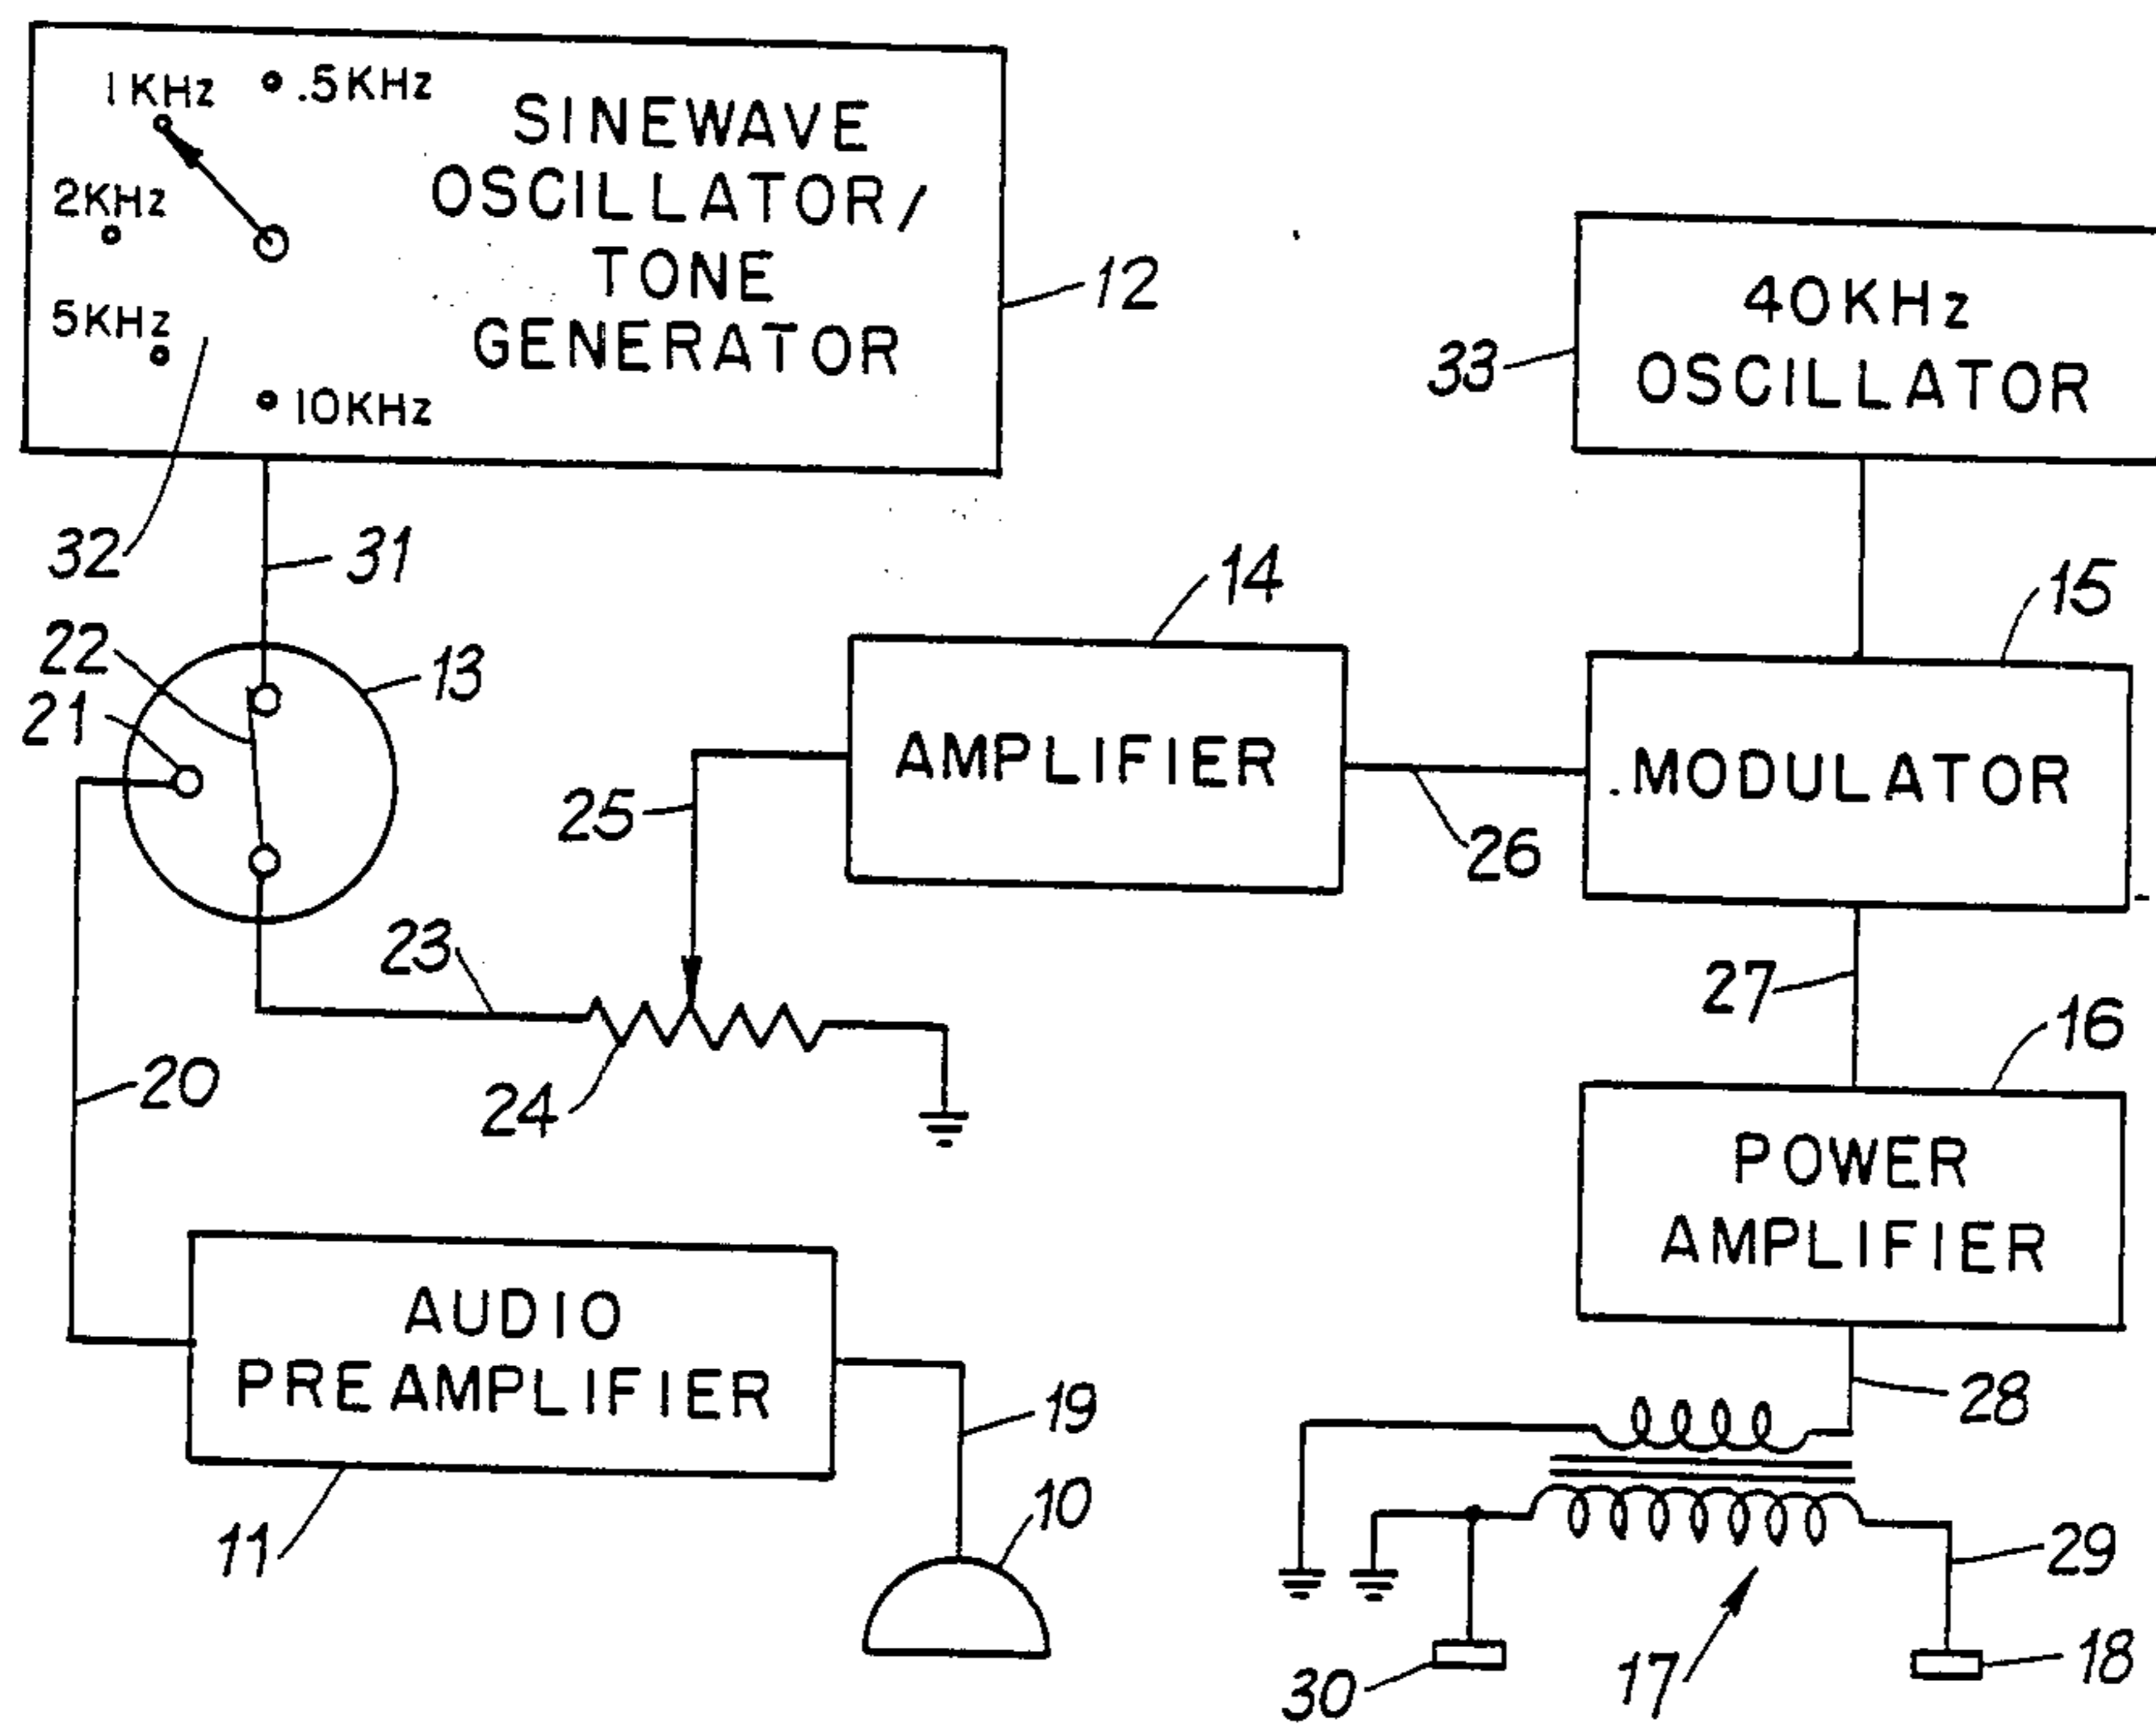 1KHz
.5KHz
2KHz
5KHz
10KHz
SINEWAVE
OSCILLATOR/
TONE
GENERATOR
12
32
31
40KHz
OSCILLATOR
33
22
21
13
14
AMPLIFIER
25
26
15
MODULATOR
23
24
27
20
16
POWER
AMPLIFIER
AUDIO
PREAMPLIFIER
11
19
10
28
29
30
17
18